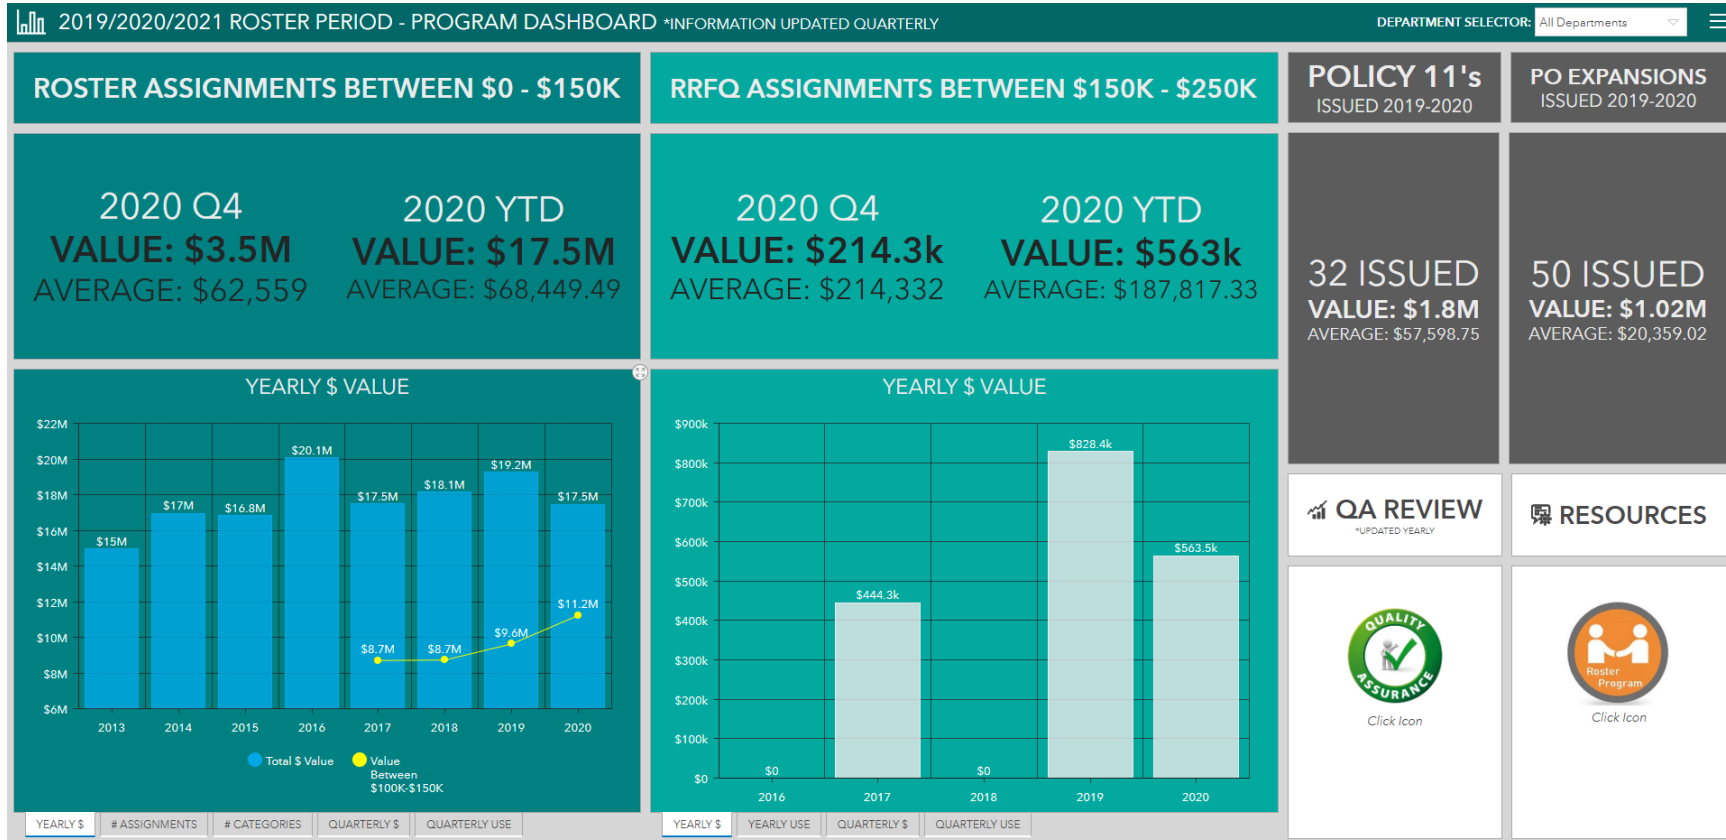 2019/2020/2021 ROSTER PERIOD - PROGRAM DASHBOARD *INFORMATION UPDATED QUARTERLY
DEPARTMENT SELECTOR: All Departments
ROSTER ASSIGNMENTS BETWEEN $0 - $150K
2020 Q4
VALUE: $3.5M
AVERAGE: $62,559
2020 YTD
VALUE: $17.5M
AVERAGE: $68,449.49
YEARLY $ VALUE
$22M
$20M
$18M
$16M
$14M
$12M
$10M
$8M
$6M
$15M
$17M
$16.8M
$20.1M
$17.5M
$18.1M
$19.2M
$17.5M
$8.7M
$8.7M
$9.6M
$11.2M
2013 2014 2015 2016 2017 2018 2019 2020
Total $ Value
Value
Between
$100K-$150K
YEARLY $ # ASSIGNMENTS # CATEGORIES QUARTERLY $ QUARTERLY USE
RRFQ ASSIGNMENTS BETWEEN $150K - $250K
2020 Q4
VALUE: $214.3k
AVERAGE: $214,332
2020 YTD
VALUE: $563k
AVERAGE: $187,817.33
YEARLY $ VALUE
$900k
$800k
$700k
$600k
$500k
$400k
$300k
$200k
$100k
$0
$0
$444.3k
$0
$828.4k
$563.5k
2016 2017 2018 2019 2020
YEARLY $ YEARLY USE QUARTERLY $ QUARTERLY USE
POLICY 11's
ISSUED 2019-2020
32 ISSUED
VALUE: $1.8M
AVERAGE: $57,598.75
PO EXPANSIONS
ISSUED 2019-2020
50 ISSUED
VALUE: $1.02M
AVERAGE: $20,359.02
QA REVIEW
*UPDATED YEARLY
QUALITY
ASSURANCE
Click Icon
RESOURCES
Roster
Program
Click Icon